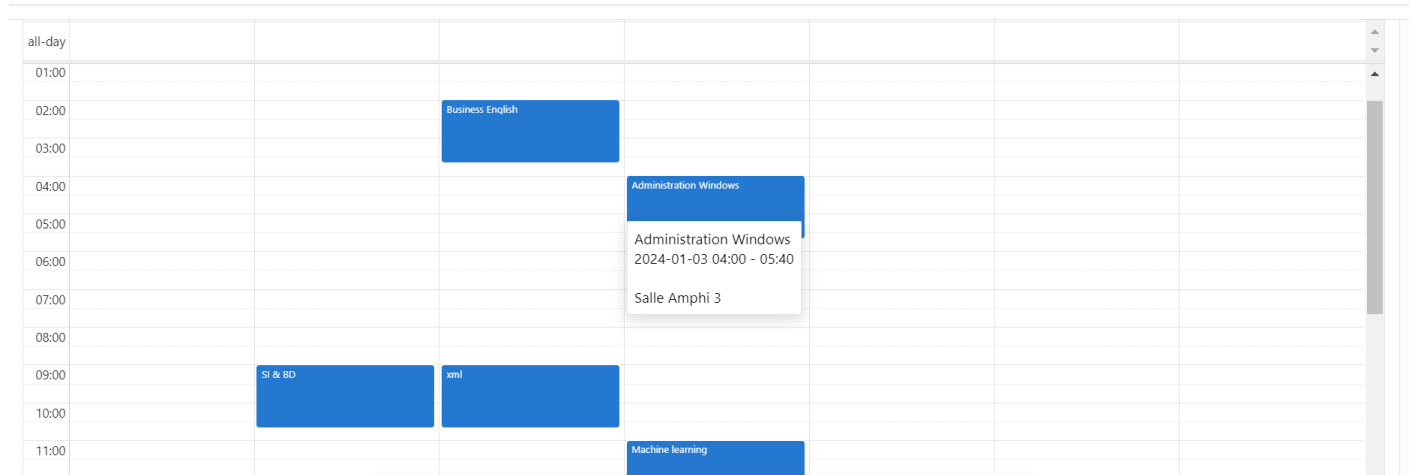 all-day
01:00
02:00
Business English
03:00
04:00
Administration Windows
05:00
Administration Windows
06:00
2024-01-03 04:00 - 05:40
07:00
Salle Amphi 3
08:00
09:00
SI & BD
xml
10:00
11:00
Machine learning